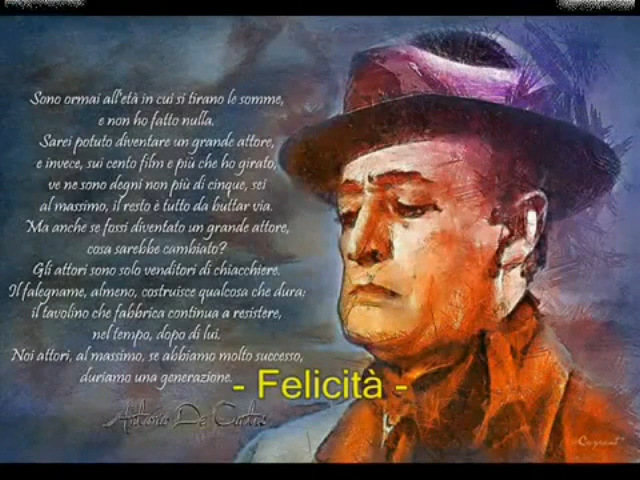 Sono ormai all'età in cui si tirano le somme,
e non ho fatto nulla.
Sarei potuto diventare un grande attore,
e invece, sui cento film e più che ho girato,
ve ne sono degni non più di cinque, sei
al massimo, il resto è tutto da buttar via.
Ma anche se fossi diventato un grande attore,
cosa sarebbe cambiato?
Gli attori sono solo venditori di chiacchiere.
Il falegname, almeno, costruisce qualcosa che dura:
il tavolino che fabbrica continua a resistere,
nel tempo, dopo di lui.
Noi attori, al massimo, se abbiamo molto successo,
duriamo una generazione.
- Felicità -
Antonio De Curtis